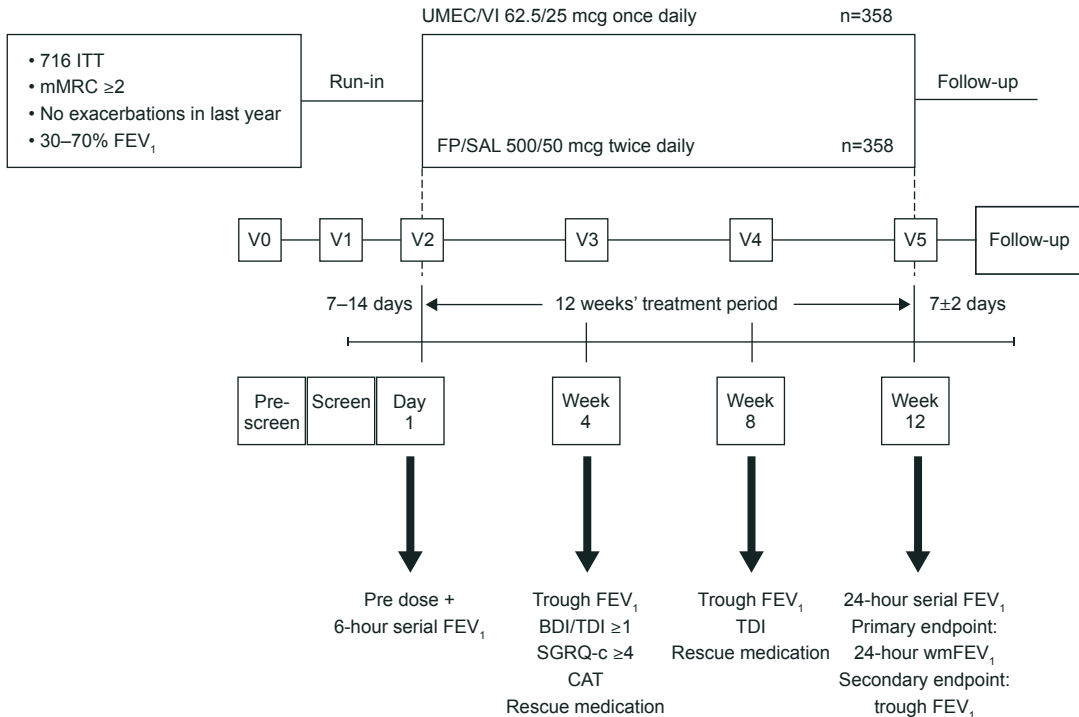 UMEC/VI 62.5/25 mcg once daily n=358
• 716 ITT
• mMRC ≥2
• No exacerbations in last year
• 30–70% FEV₁
Run-in
Follow-up
FP/SAL 500/50 mcg twice daily n=358
V0 V1 V2 V3 V4 V5 Follow-up
7–14 days 12 weeks’ treatment period 7±2 days
Pre-
screen
Screen
Day
1
Week
4
Week
8
Week
12
Pre dose +
6-hour serial FEV₁
Trough FEV₁
BDI/TDI ≥1
SGRQ-c ≥4
CAT
Rescue medication
Trough FEV₁
TDI
Rescue medication
24-hour serial FEV₁
Primary endpoint:
24-hour wmFEV₁
Secondary endpoint:
trough FEV₁